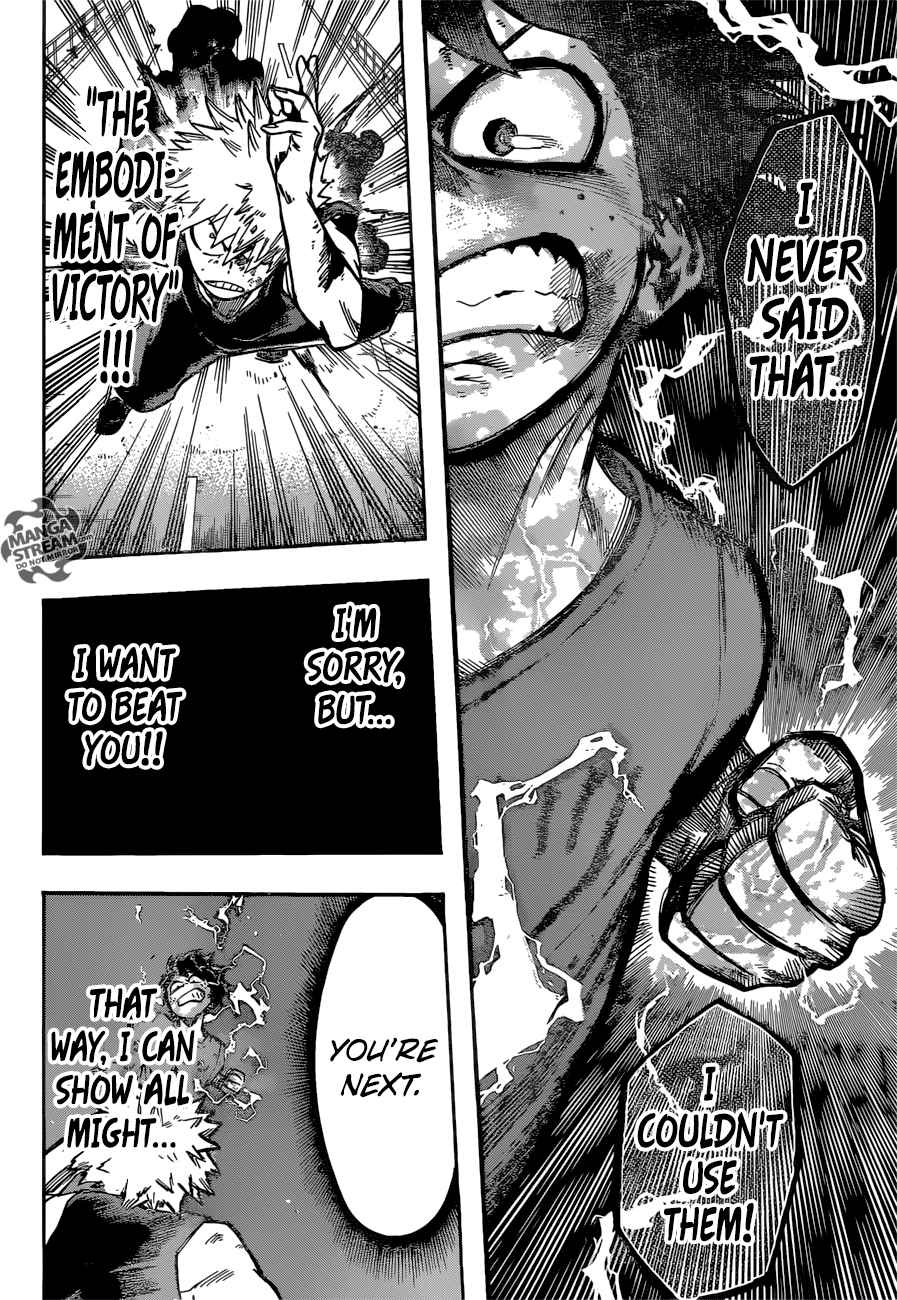 I
NEVER
SAID
THAT...
I
COULDN'T
USE
THEM!
"THE
EMBODI-
MENT OF
VICTORY"
!!!
I'M
SORRY,
BUT...
I WANT
TO BEAT
YOU!!
YOU'RE
NEXT.
THAT
WAY, I CAN
SHOW ALL
MIGHT...
MANGA
STREAM.com
DO NOT MIRROR